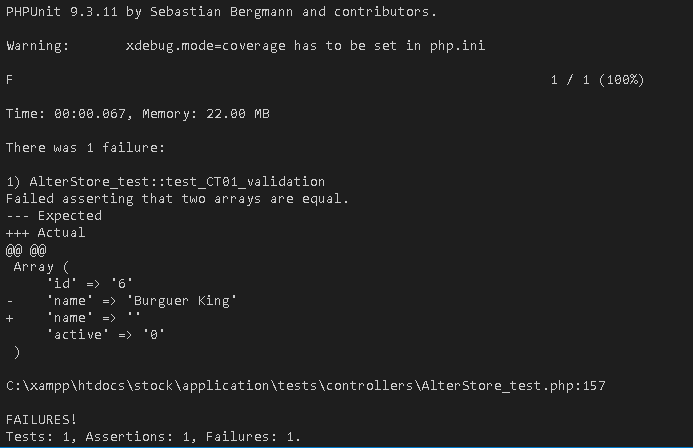 PHPUnit 9.3.11 by Sebastian Bergmann and contributors.
Warning:       xdebug.mode=coverage has to be set in php.ini
F                                                                   1 / 1 (100%)
Time: 00:00.067, Memory: 22.00 MB
There was 1 failure:
1) AlterStore_test::test_CT01_validation
Failed asserting that two arrays are equal.
--- Expected
+++ Actual
@@ @@
 Array (
     'id' => '6'
-    'name' => 'Burguer King'
+    'name' => ''
     'active' => '0'
 )
C:\xampp\htdocs\stock\application\tests\controllers\AlterStore_test.php:157
FAILURES!
Tests: 1, Assertions: 1, Failures: 1.